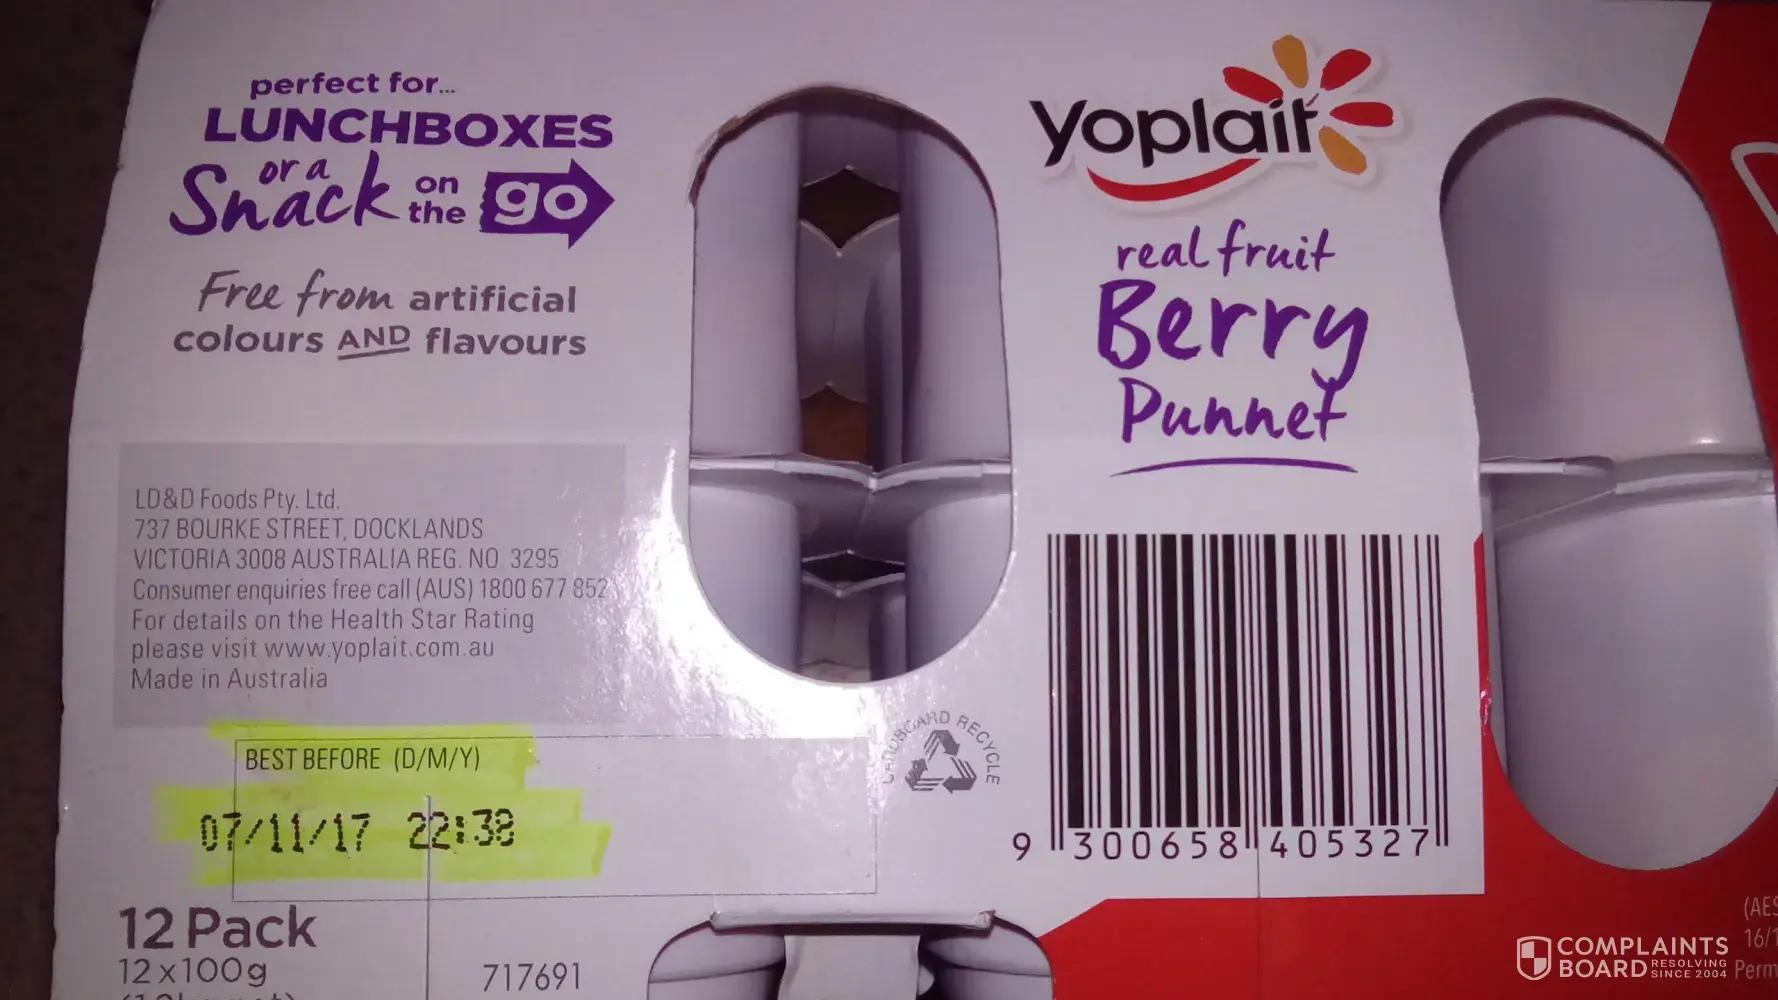 perfect for...
LUNCHBOXES
or a
Snack on the go
Free from artificial
colours AND flavours
LD&D Foods Pty. Ltd.
737 BOURKE STREET, DOCKLANDS
VICTORIA 3008 AUSTRALIA REG. NO. 3295
Consumer enquiries free call (AUS) 1800 677 852
For details on the Health Star Rating
please visit www.yoplait.com.au
Made in Australia
BEST BEFORE (D/M/Y)
07/11/17 22:38
12 Pack
12 x 100g
717691
CARDBOARD RECYCLE
Yoplait
real fruit
Berry
Punnet
9 300658 405327
(AES
16/1
Perm
COMPLAINTS
BOARD RESOLVING
SINCE 2004